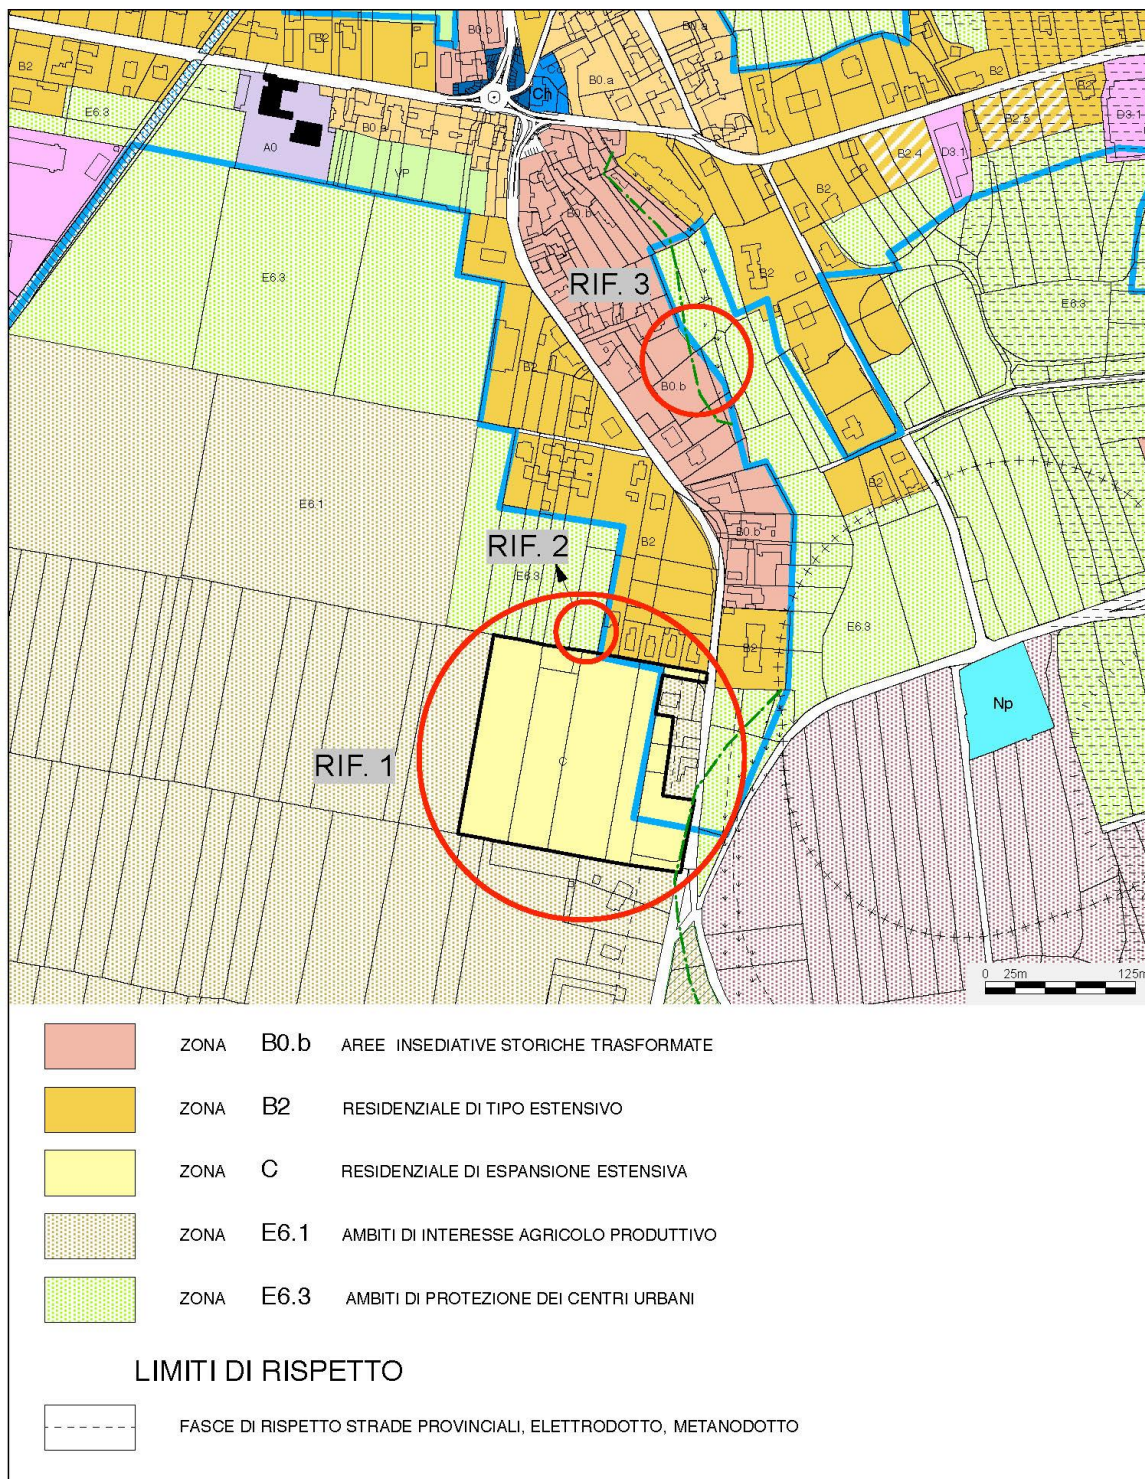 B0.b
B0.a
B2
Ch
B0.a
B2
B2
B2
E6.3
B0.a
B2.5
D3.1
A0
VP
B2.4
D3.1
B2
B0.b
E6.3
RIF. 3
B2
E6.3
B2
B0.b
E6.1
B2
RIF. 2
B2
B0.b
E6.3
E6.3
B2
Np
RIF. 1
C
0 25m 125m
ZONA B0.b AREE INSEDIATIVE STORICHE TRASFORMATE
ZONA B2 RESIDENZIALE DI TIPO ESTENSIVO
ZONA C RESIDENZIALE DI ESPANSIONE ESTENSIVA
ZONA E6.1 AMBITI DI INTERESSE AGRICOLO PRODUTTIVO
ZONA E6.3 AMBITI DI PROTEZIONE DEI CENTRI URBANI
LIMITI DI RISPETTO
FASCE DI RISPETTO STRADE PROVINCIALI, ELETTRODOTTO, METANODOTTO